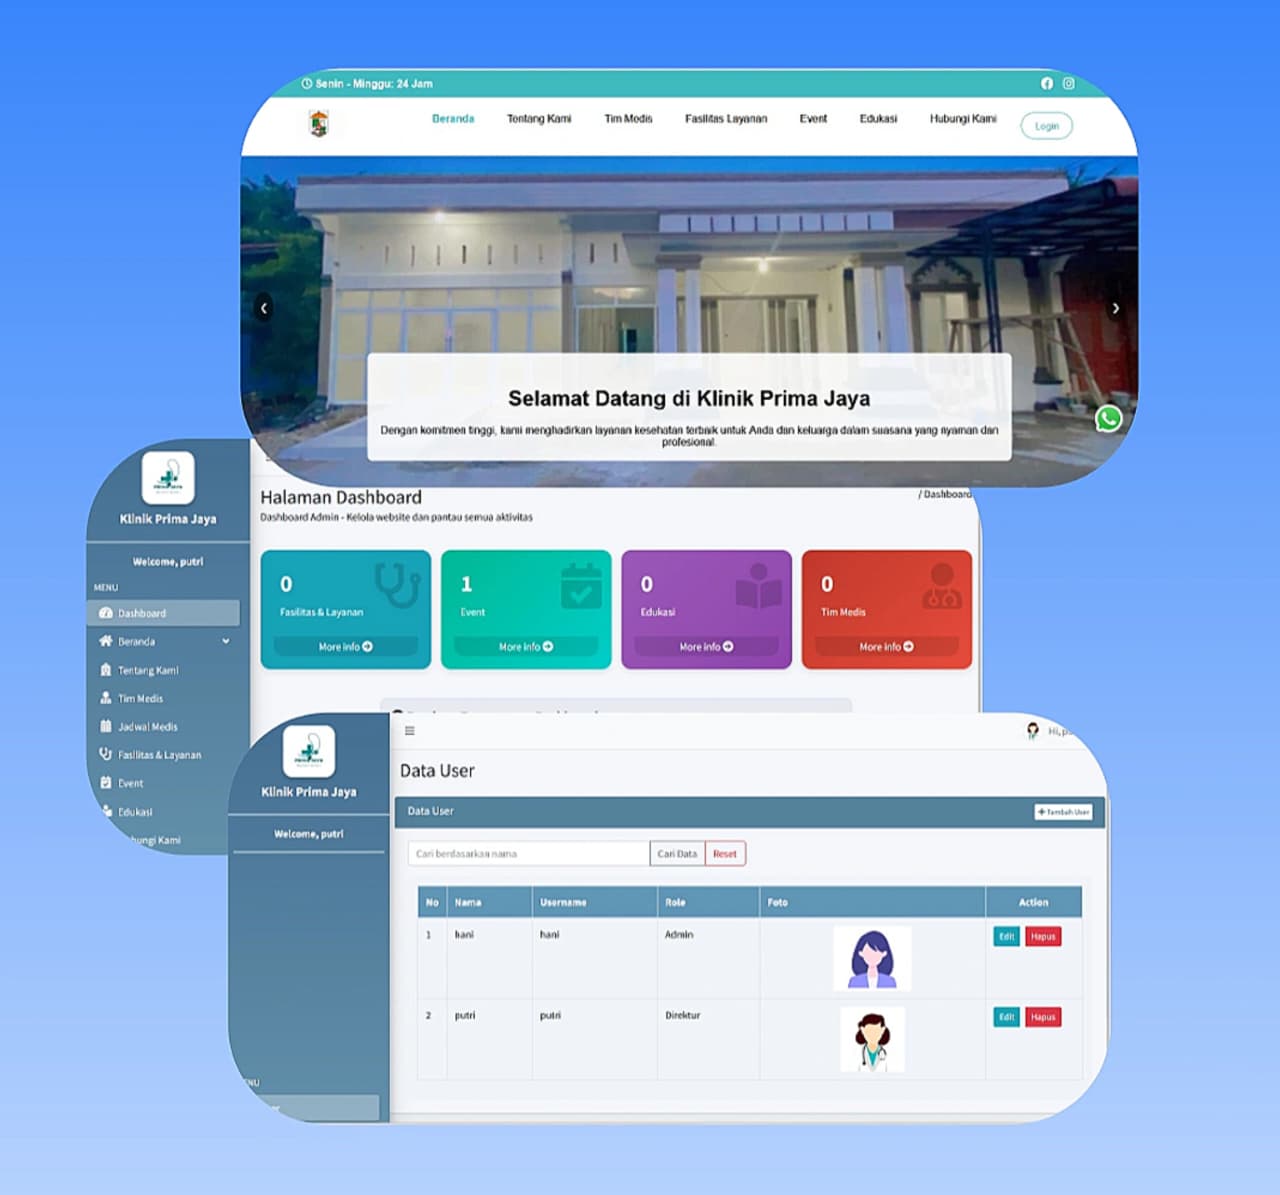 Senin - Minggu: 24 Jam
Beranda Tentang Kami Tim Medis Fasilitas Layanan Event Edukasi Hubungi Kami Login
Selamat Datang di Klinik Prima Jaya
Dengan komitmen tinggi, kami menghadirkan layanan kesehatan terbaik untuk Anda dan keluarga dalam suasana yang nyaman dan
profesional.
Klinik Prima Jaya
Welcome, putri
MENU
Dashboard
Beranda
Tentang Kami
Tim Medis
Jadwal Medis
Fasilitas & Layanan
Event
Edukasi
Kami
Halaman Dashboard
/ Dashboard
Dashboard Admin - Kelola website dan pantau semua aktivitas
0 1 0 0
Fasilitas & Layanan Event Edukasi Tim Medis
More info More info More info More info
PRIMA JAYA
Klinik Prima Jaya
Welcome, putri
Hi,
Data User
Data User
+ Tambah User
Cari berdasarkan nama Cari Data Reset
No Nama Username Role Foto Action
1 hani hani Admin Edit Hapus
2 putri putri Direktur Edit Hapus